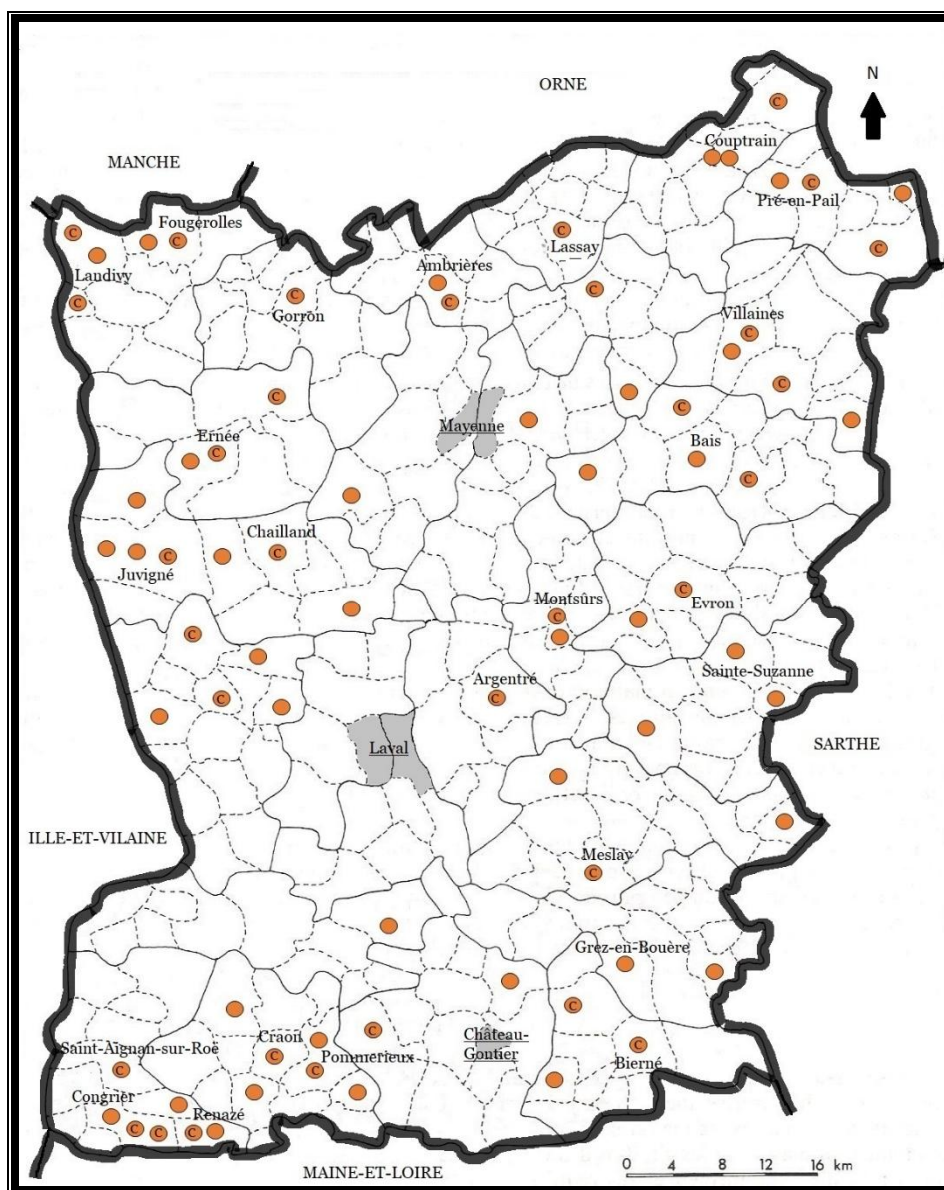 ORNE
N
C
Couptrain
MANCHE
C
Pré-en-Pail
Fougerolles
C
C
C
Lassay
C
Landivy
Ambrières
C
C
C
C
Gorron
Villaines
C
C
C
C
Mayenne
Ernée
C
Bais
C
Chailland
C
C
Juvigné
Montsûrs
C
C
Evron
C
Sainte-Suzanne
Argentré
C
C
Laval
SARTHE
ILLE-ET-VILAINE
Meslay
C
Grez-en-Bouère
C
Craon
C
Château-
Gontier
C
Saint-Aignan-sur-Roë
C
Pommerieux
C
C
Bierné
Congrier
Renazé
C
C
C
MAINE-ET-LOIRE
0 4 8 12 16 km